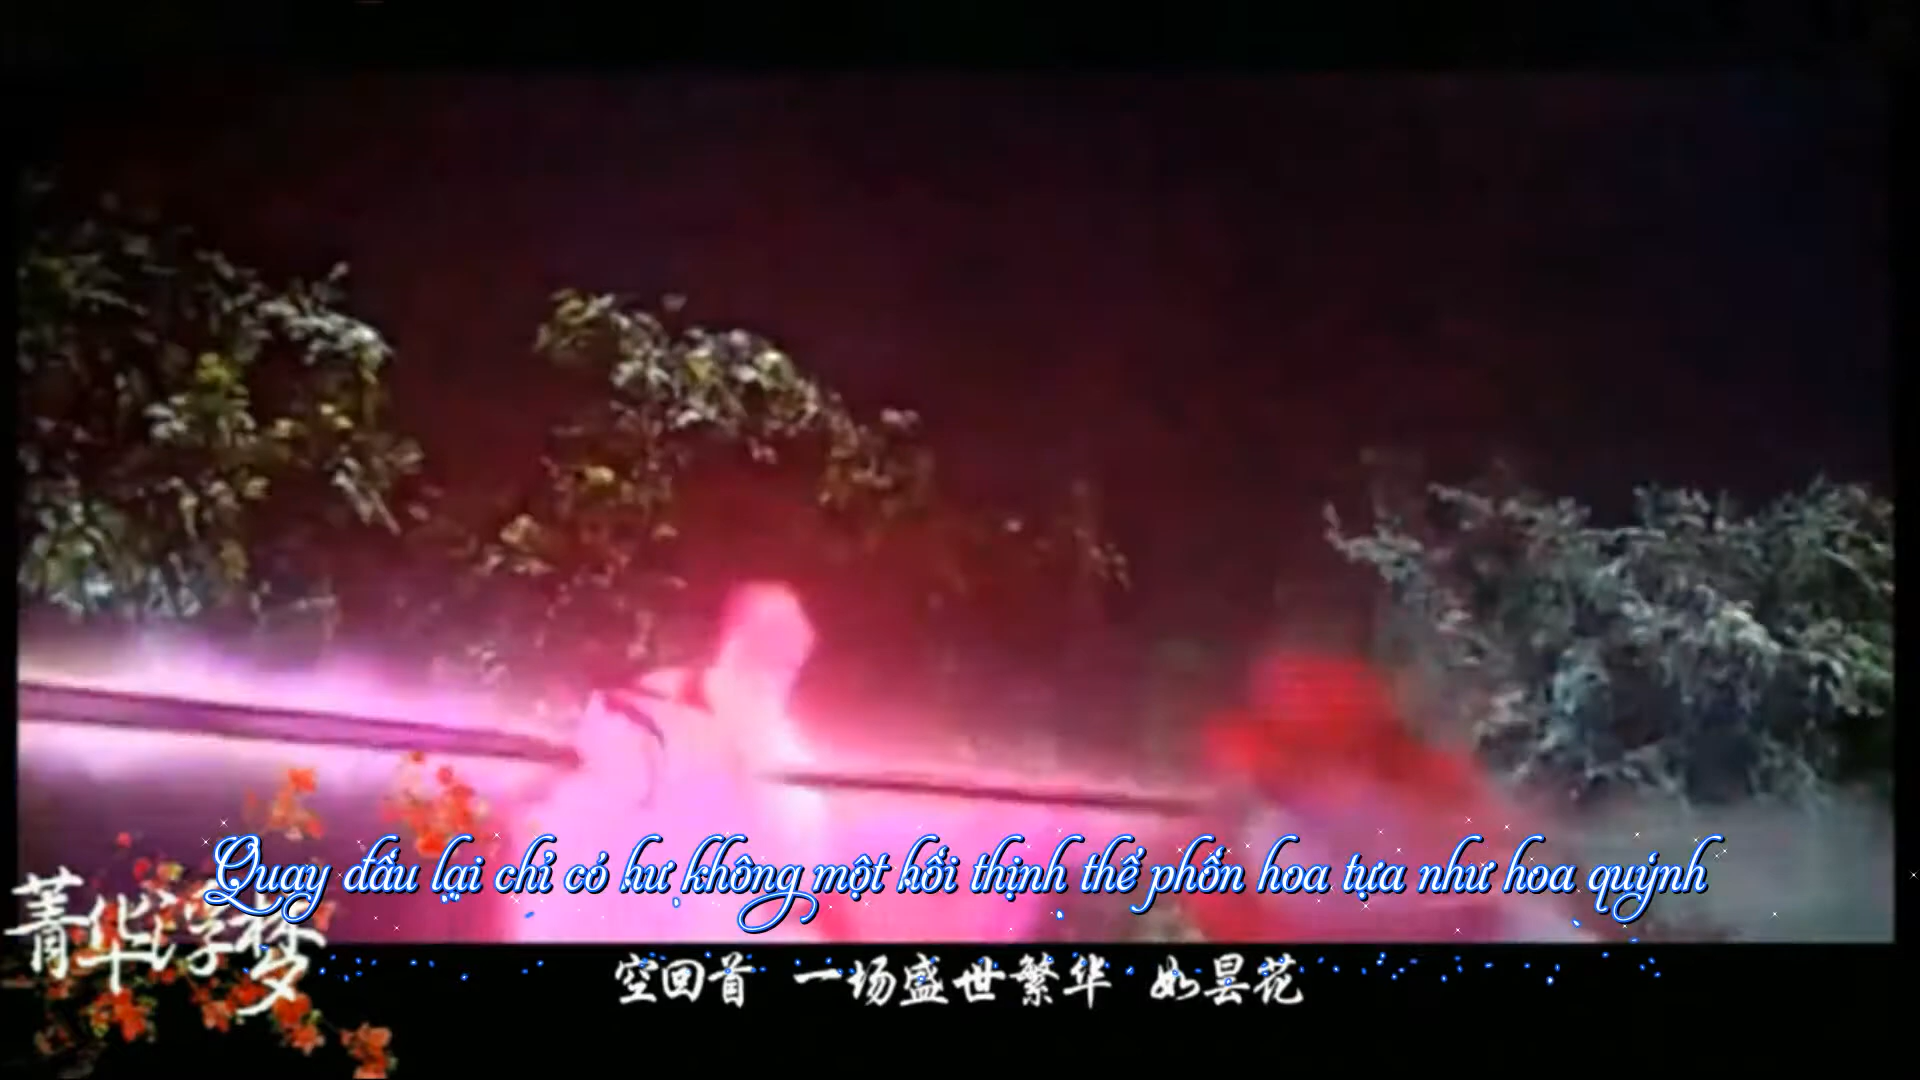 Quay đầu lại chỉ có hư không một hồi thịnh thế phồn hoa tựa như hoa quỳnh
菁华浮梦
空回首 一场盛世繁华 如昙花